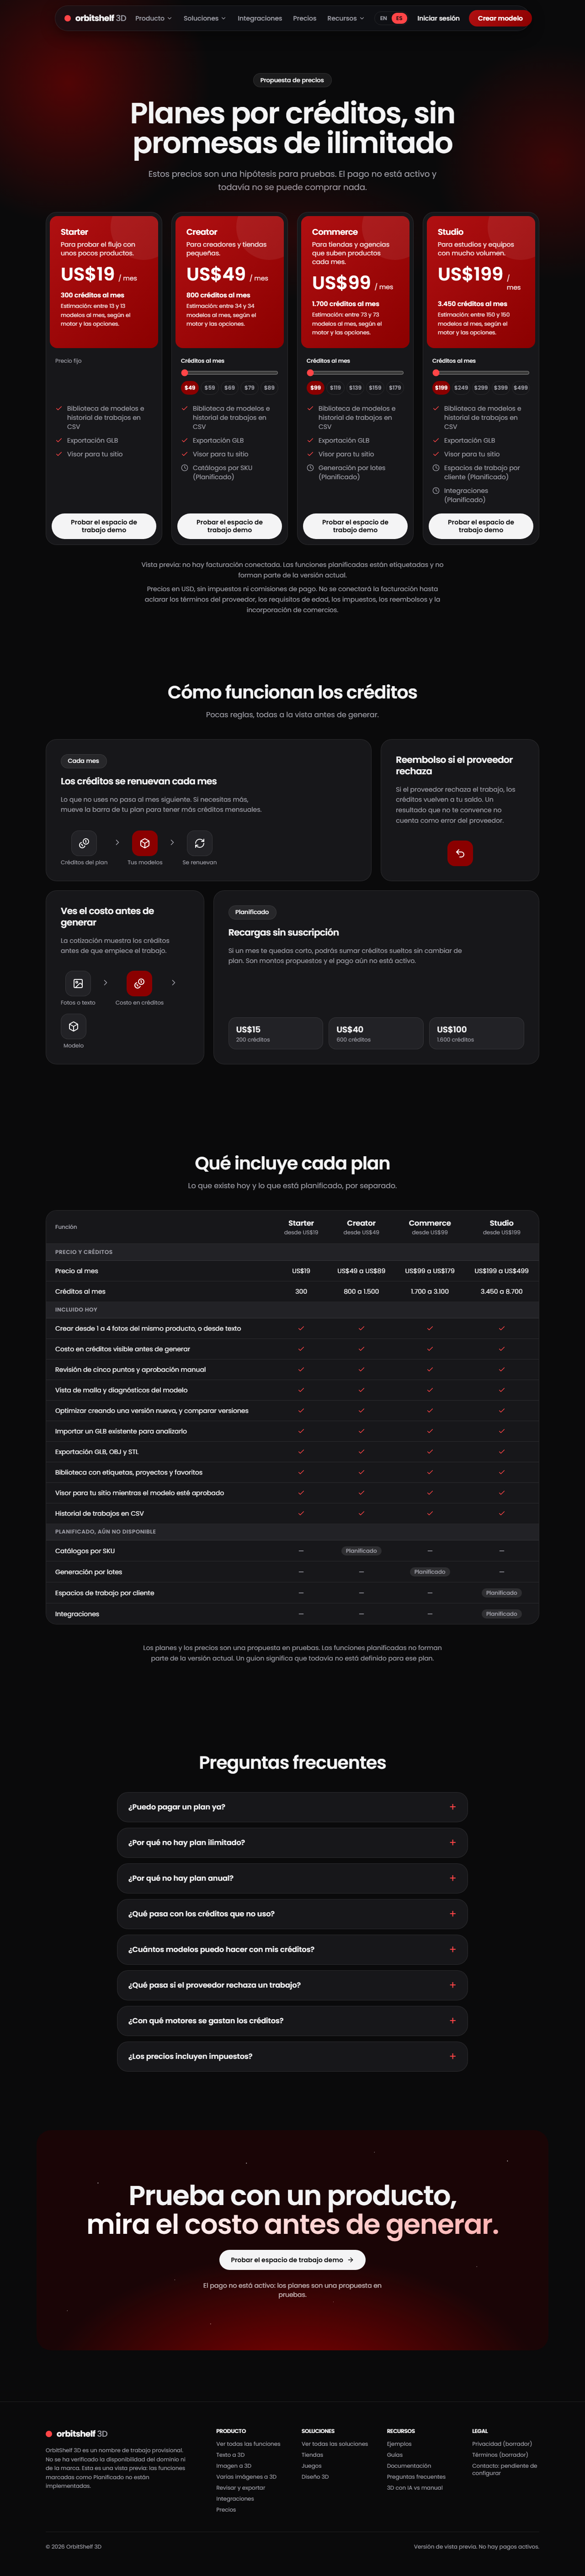 orbitshelf 3D
Producto
Soluciones
Integraciones
Precios
Recursos
EN
ES
Iniciar sesión
Crear modelo
Propuesta de precios
Planes por créditos, sin
promesas de ilimitado
Estos precios son una hipótesis para pruebas. El pago no está activo y
todavía no se puede comprar nada.
Starter
Para probar el flujo con
unos pocos productos.
US$19 / mes
300 créditos al mes
Estimación: entre 13 y 13
modelos al mes, según el
motor y las opciones.
Precio fijo
Biblioteca de modelos e
historial de trabajos en
CSV
Exportación GLB
Visor para tu sitio
Probar el espacio de
trabajo demo
Creator
Para creadores y tiendas
pequeñas.
US$49 / mes
800 créditos al mes
Estimación: entre 34 y 34
modelos al mes, según el
motor y las opciones.
Créditos al mes
$49 $59 $69 $79 $89
Biblioteca de modelos e
historial de trabajos en
CSV
Exportación GLB
Visor para tu sitio
Catálogos por SKU
(Planificado)
Probar el espacio de
trabajo demo
Commerce
Para tiendas y agencias
que suben productos
cada mes.
US$99 / mes
1.700 créditos al mes
Estimación: entre 73 y 73
modelos al mes, según el
motor y las opciones.
Créditos al mes
$99 $119 $139 $159 $179
Biblioteca de modelos e
historial de trabajos en
CSV
Exportación GLB
Visor para tu sitio
Generación por lotes
(Planificado)
Probar el espacio de
trabajo demo
Studio
Para estudios y equipos
con mucho volumen.
US$199 /
mes
3.450 créditos al mes
Estimación: entre 150 y 150
modelos al mes, según el
motor y las opciones.
Créditos al mes
$199 $249 $299 $399 $499
Biblioteca de modelos e
historial de trabajos en
CSV
Exportación GLB
Visor para tu sitio
Espacios de trabajo por
cliente (Planificado)
Integraciones
(Planificado)
Probar el espacio de
trabajo demo
Vista previa: no hay facturación conectada. Las funciones planificadas están etiquetadas y no
forman parte de la versión actual.
Precios en USD, sin impuestos ni comisiones de pago. No se conectará la facturación hasta
aclarar los términos del proveedor, los requisitos de edad, los impuestos, los reembolsos y la
incorporación de comercios.
Cómo funcionan los créditos
Pocas reglas, todas a la vista antes de generar.
Cada mes
Los créditos se renuevan cada mes
Lo que no uses no pasa al mes siguiente. Si necesitas más,
mueve la barra de tu plan para tener más créditos mensuales.
Créditos del plan
Tus modelos
Se renuevan
Reembolso si el proveedor
rechaza
Si el proveedor rechaza el trabajo, los
créditos vuelven a tu saldo. Un
resultado que no te convence no
cuenta como error del proveedor.
Ves el costo antes de
generar
La cotización muestra los créditos
antes de que empiece el trabajo.
Fotos o texto
Costo en créditos
Modelo
Planificado
Recargas sin suscripción
Si un mes te quedas corto, podrás sumar créditos sueltos sin cambiar de
plan. Son montos propuestos y el pago aún no está activo.
US$15
200 créditos
US$40
600 créditos
US$100
1.600 créditos
Qué incluye cada plan
Lo que existe hoy y lo que está planificado, por separado.
Función
Starter
desde US$19
Creator
desde US$49
Commerce
desde US$99
Studio
desde US$199
PRECIO Y CRÉDITOS
Precio al mes US$19 US$49 a US$89 US$99 a US$179 US$199 a US$499
Créditos al mes 300 800 a 1.500 1.700 a 3.100 3.450 a 8.700
INCLUIDO HOY
Crear desde 1 a 4 fotos del mismo producto, o desde texto
Costo en créditos visible antes de generar
Revisión de cinco puntos y aprobación manual
Vista de malla y diagnósticos del modelo
Optimizar creando una versión nueva, y comparar versiones
Importar un GLB existente para analizarlo
Exportación GLB, OBJ y STL
Biblioteca con etiquetas, proyectos y favoritos
Visor para tu sitio mientras el modelo esté aprobado
Historial de trabajos en CSV
PLANIFICADO, AÚN NO DISPONIBLE
Catálogos por SKU — Planificado — —
Generación por lotes — — Planificado —
Espacios de trabajo por cliente — — — Planificado
Integraciones — — — Planificado
Los planes y los precios son una propuesta en pruebas. Las funciones planificadas no forman
parte de la versión actual. Un guion significa que todavía no está definido para ese plan.
Preguntas frecuentes
¿Puedo pagar un plan ya?
¿Por qué no hay plan ilimitado?
¿Por qué no hay plan anual?
¿Qué pasa con los créditos que no uso?
¿Cuántos modelos puedo hacer con mis créditos?
¿Qué pasa si el proveedor rechaza un trabajo?
¿Con qué motores se gastan los créditos?
¿Los precios incluyen impuestos?
Prueba con un producto,
mira el costo antes de generar.
Probar el espacio de trabajo demo
El pago no está activo: los planes son una propuesta en
pruebas.
orbitshelf 3D
OrbitShelf 3D es un nombre de trabajo provisional.
No se ha verificado la disponibilidad del dominio ni
de la marca. Esta es una vista previa: las funciones
marcadas como Planificado no están
implementadas.
PRODUCTO
Ver todas las funciones
Texto a 3D
Imagen a 3D
Varias imágenes a 3D
Revisar y exportar
Integraciones
Precios
SOLUCIONES
Ver todas las soluciones
Tiendas
Juegos
Diseño 3D
RECURSOS
Ejemplos
Guías
Documentación
Preguntas frecuentes
3D con IA vs manual
LEGAL
Privacidad (borrador)
Términos (borrador)
Contacto: pendiente de
configurar
© 2026 OrbitShelf 3D
Versión de vista previa. No hay pagos activos.